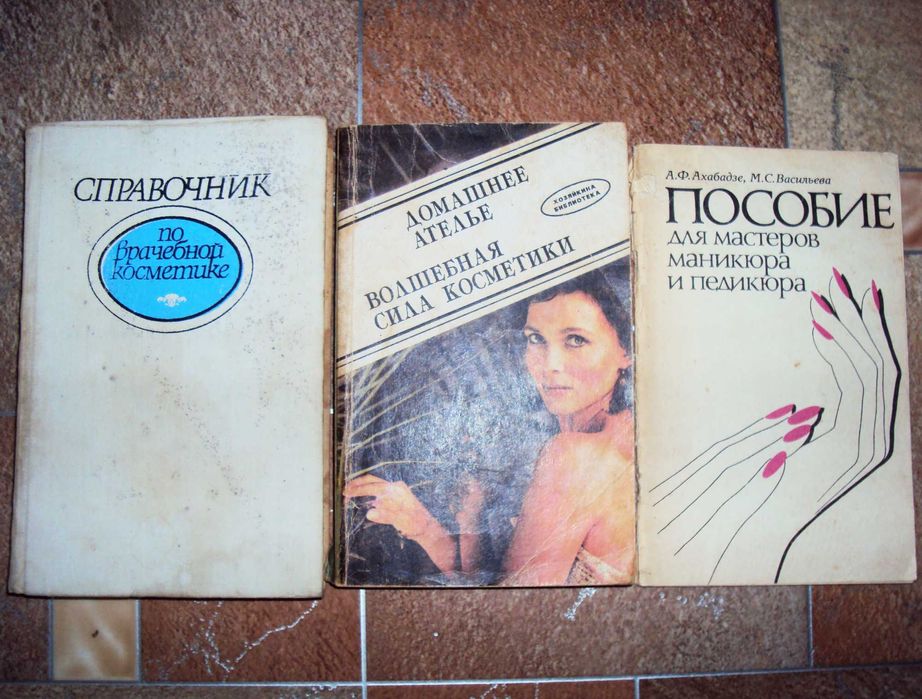 СПРАВОЧНИК
по
врачебной
косметике
ДОМАШНЕЕ
АТЕЛЬЕ
ХОЗЯЙКИНА
БИБЛИОТЕКА
ВОЛШЕБНАЯ
СИЛА КОСМЕТИКИ
А.Ф.Ахабадзе, М.С.Васильева
ПОСОБИЕ
для мастеров
маникюра
и педикюра